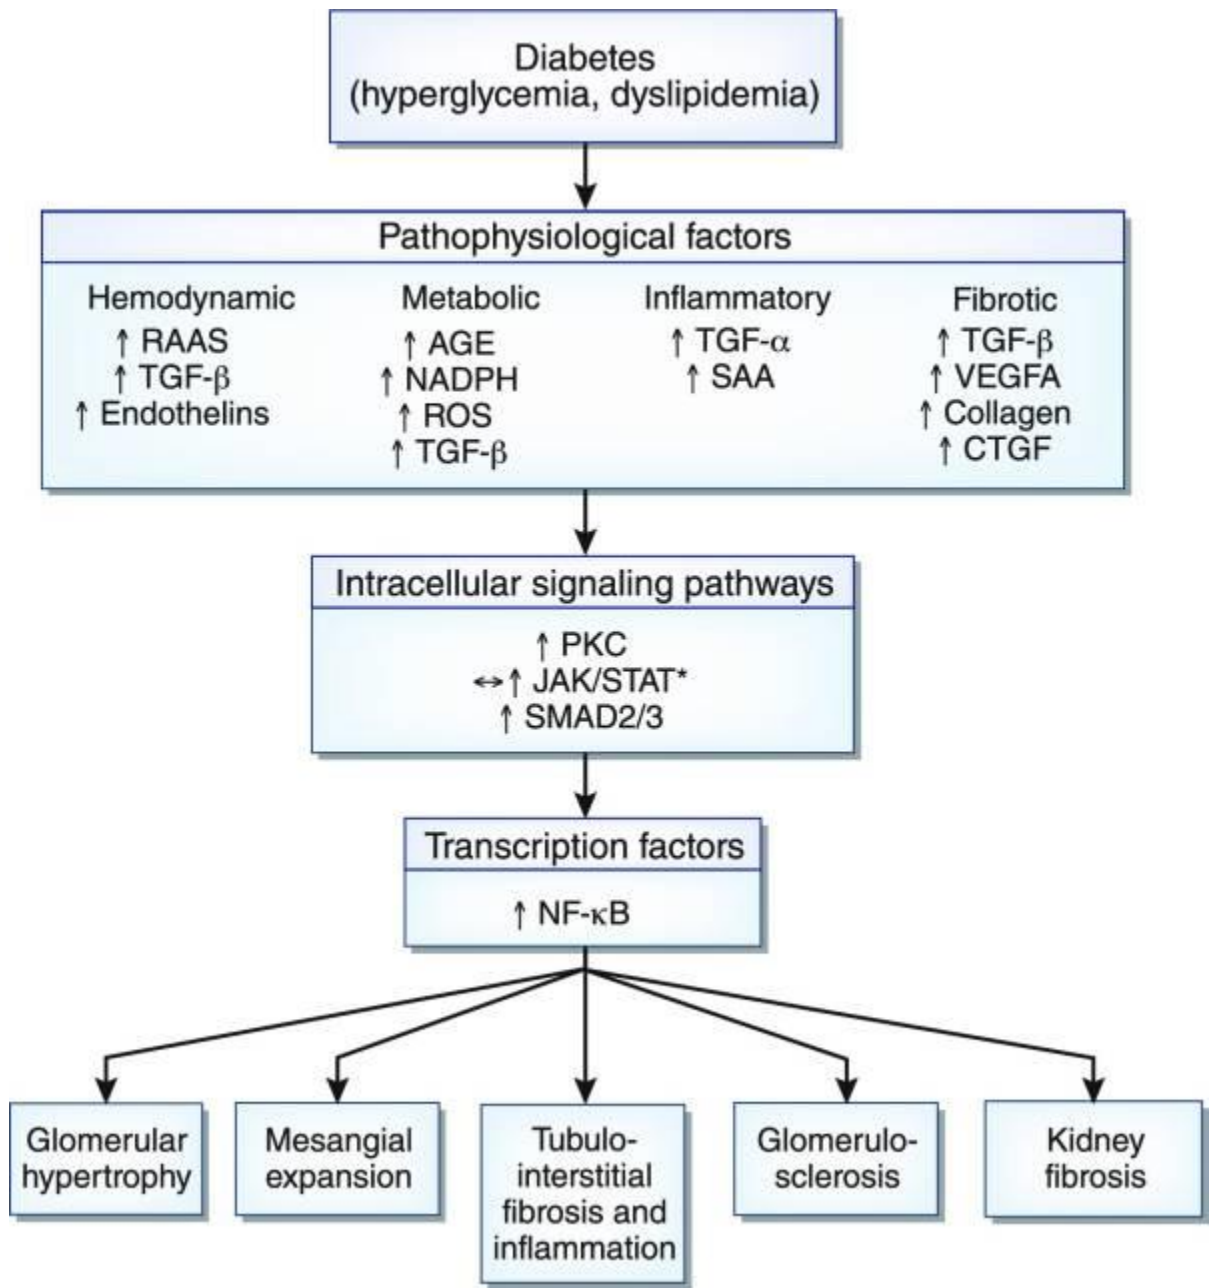 Diabetes
(hyperglycemia, dyslipidemia)
Pathophysiological factors
Hemodynamic
↑ RAAS
↑ TGF-β
↑ Endothelins
Metabolic
↑ AGE
↑ NADPH
↑ ROS
↑ TGF-β
Inflammatory
↑ TGF-α
↑ SAA
Fibrotic
↑ TGF-β
↑ VEGFA
↑ Collagen
↑ CTGF
Intracellular signaling pathways
↑ PKC
↔↑ JAK/STAT*
↑ SMAD2/3
Transcription factors
↑ NF-κB
Glomerular
hypertrophy
Mesangial
expansion
Tubulo-
interstitial
fibrosis and
inflammation
Glomerulo-
sclerosis
Kidney
fibrosis